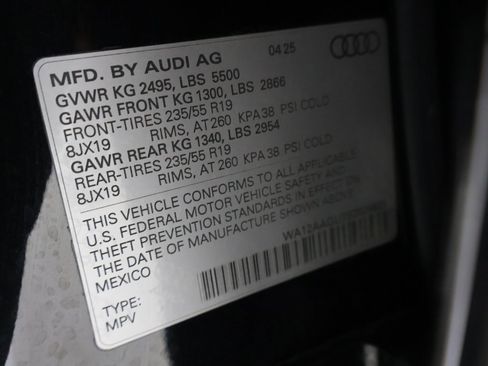 MFD. BY AUDI AG 04 25
GVWR KG 2495, LBS 5500
GAWR FRONT KG 1300, LBS 2866
FRONT-TIRES 235/55 R19
8JX19 RIMS, AT 260 KPA 38 PSI COLD
GAWR REAR KG 1340, LBS 2954
REAR-TIRES 235/55 R19
8JX19 RIMS, AT 260 KPA 38 PSI COLD
THIS VEHICLE CONFORMS TO ALL APPLICABLE
U.S. FEDERAL MOTOR VEHICLE SAFETY AND
THEFT PREVENTION STANDARDS IN EFFECT ON
THE DATE OF MANUFACTURE SHOWN ABOVE.
MEXICO
TYPE:
MPV